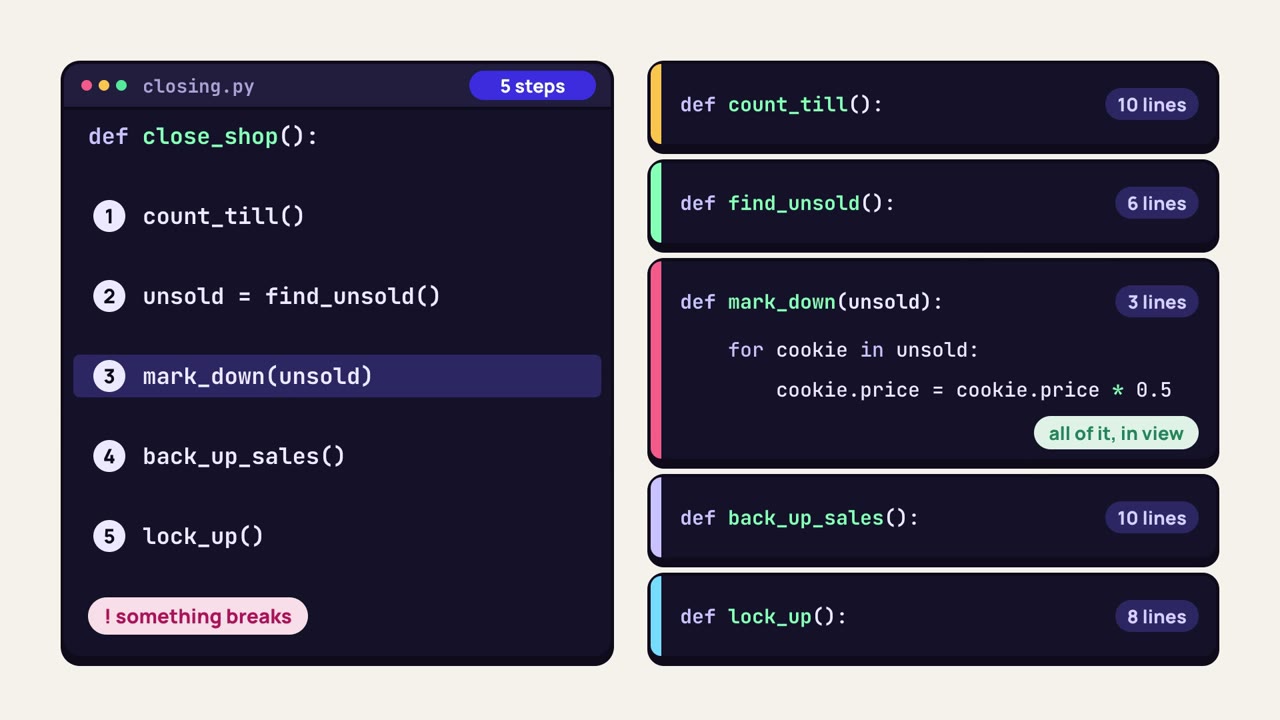 closing.py
5 steps
def close_shop():
1 count_till()
2 unsold = find_unsold()
3 mark_down(unsold)
4 back_up_sales()
5 lock_up()
! something breaks
def count_till():
10 lines
def find_unsold():
6 lines
def mark_down(unsold):
3 lines
for cookie in unsold:
cookie.price = cookie.price * 0.5
all of it, in view
def back_up_sales():
10 lines
def lock_up():
8 lines